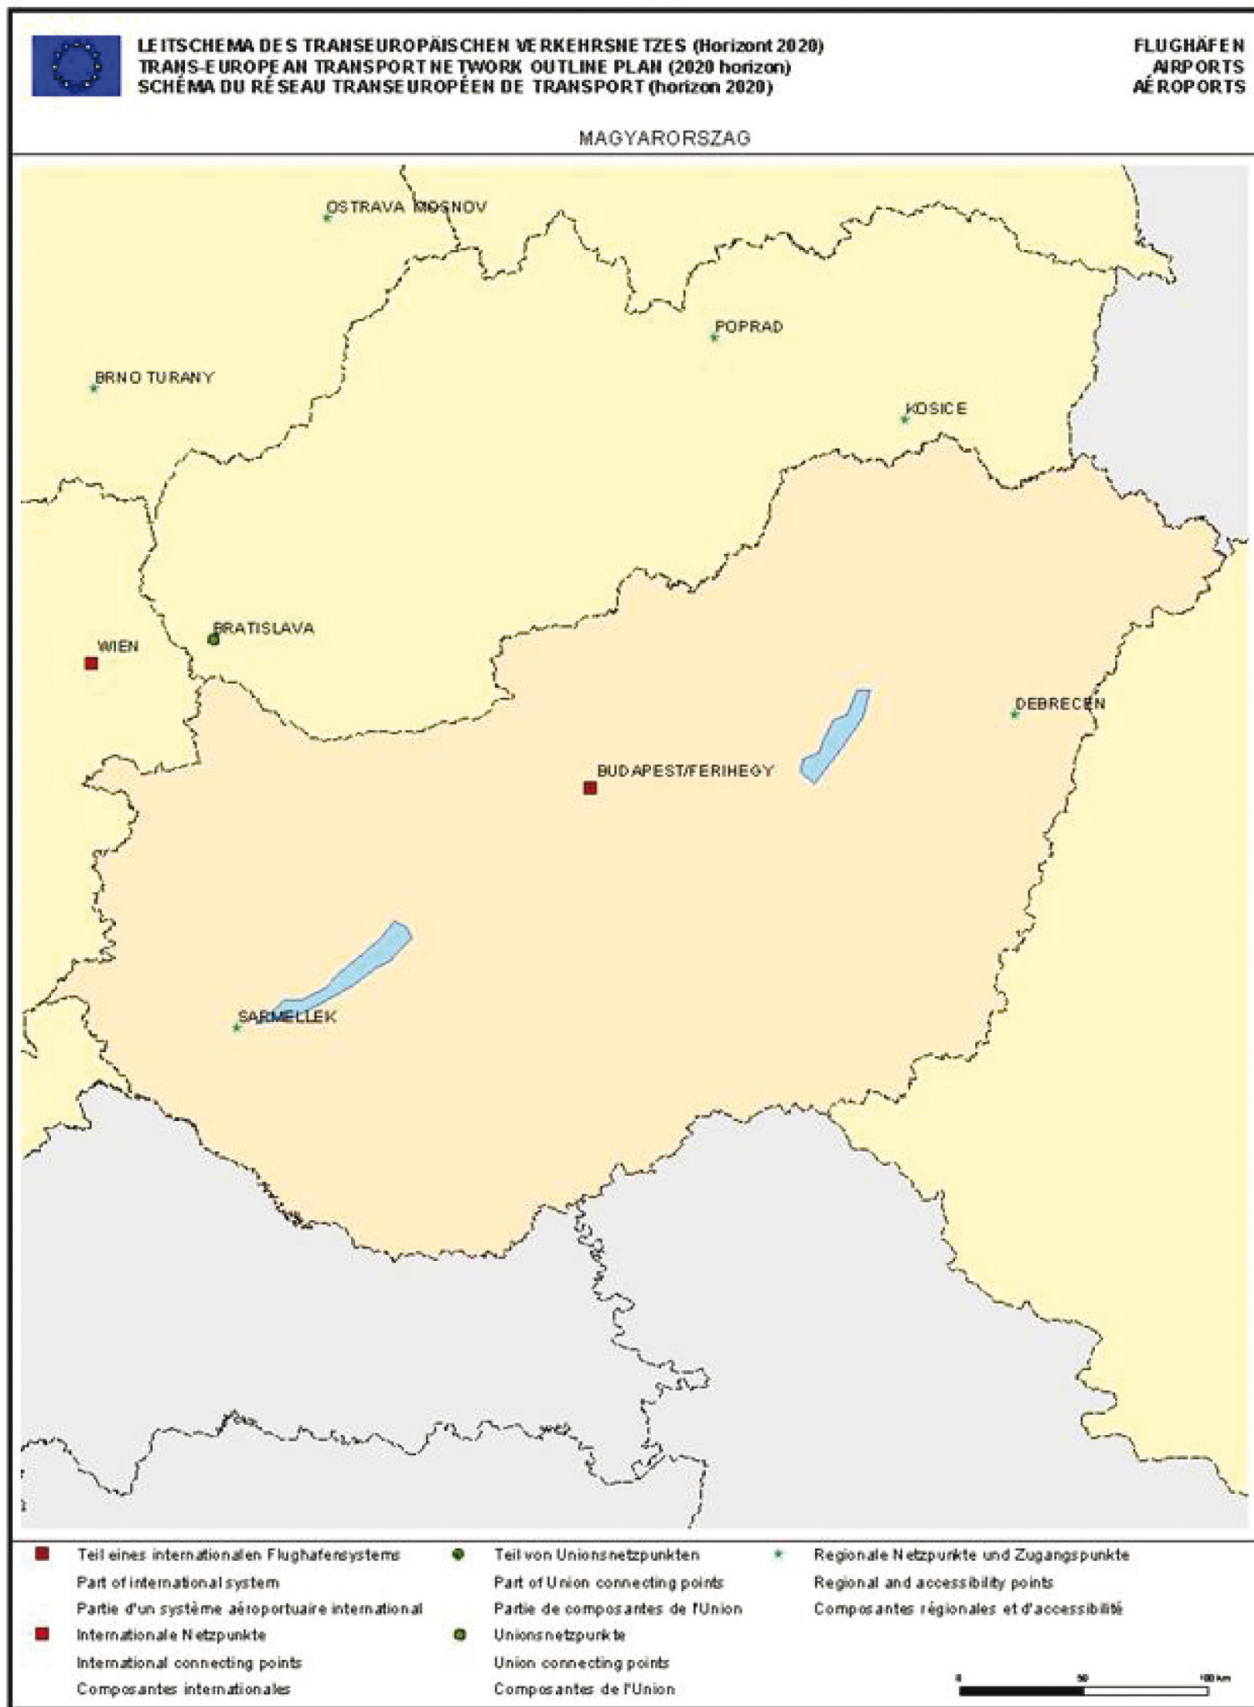 LEITSCHEMA DES TRANSEUROPÄISCHEN VERKEHRSNETZES (Horizont 2020)
TRANS-EUROPEAN TRANSPORT NETWORK OUTLINE PLAN (2020 horizon)
SCHÉMA DU RÉSEAU TRANSEUROPÉEN DE TRANSPORT (horizon 2020)
FLUGHÄFEN
AIRPORTS
AÉROPORTS
MAGYARORSZAG
OSTRAVA MOSNOV
POPRAD
BRNO TURANY
KOSICE
BRATISLAVA
WIEN
DEBRECEN
BUDAPEST/FERIHEGY
SARMELLEK
Teil eines internationalen Flughafensystems
Part of international system
Partie d'un système aéroportuaire international
Internationale Netzpunkte
International connecting points
Composantes internationales
Teil von Unionsnetzpunkten
Part of Union connecting points
Partie de composantes de l'Union
Unionsnetzpunkte
Union connecting points
Composantes de l'Union
Regionale Netzpunkte und Zugangspunkte
Regional and accessibility points
Composantes régionales et d'accessibilité
0 50 100 km